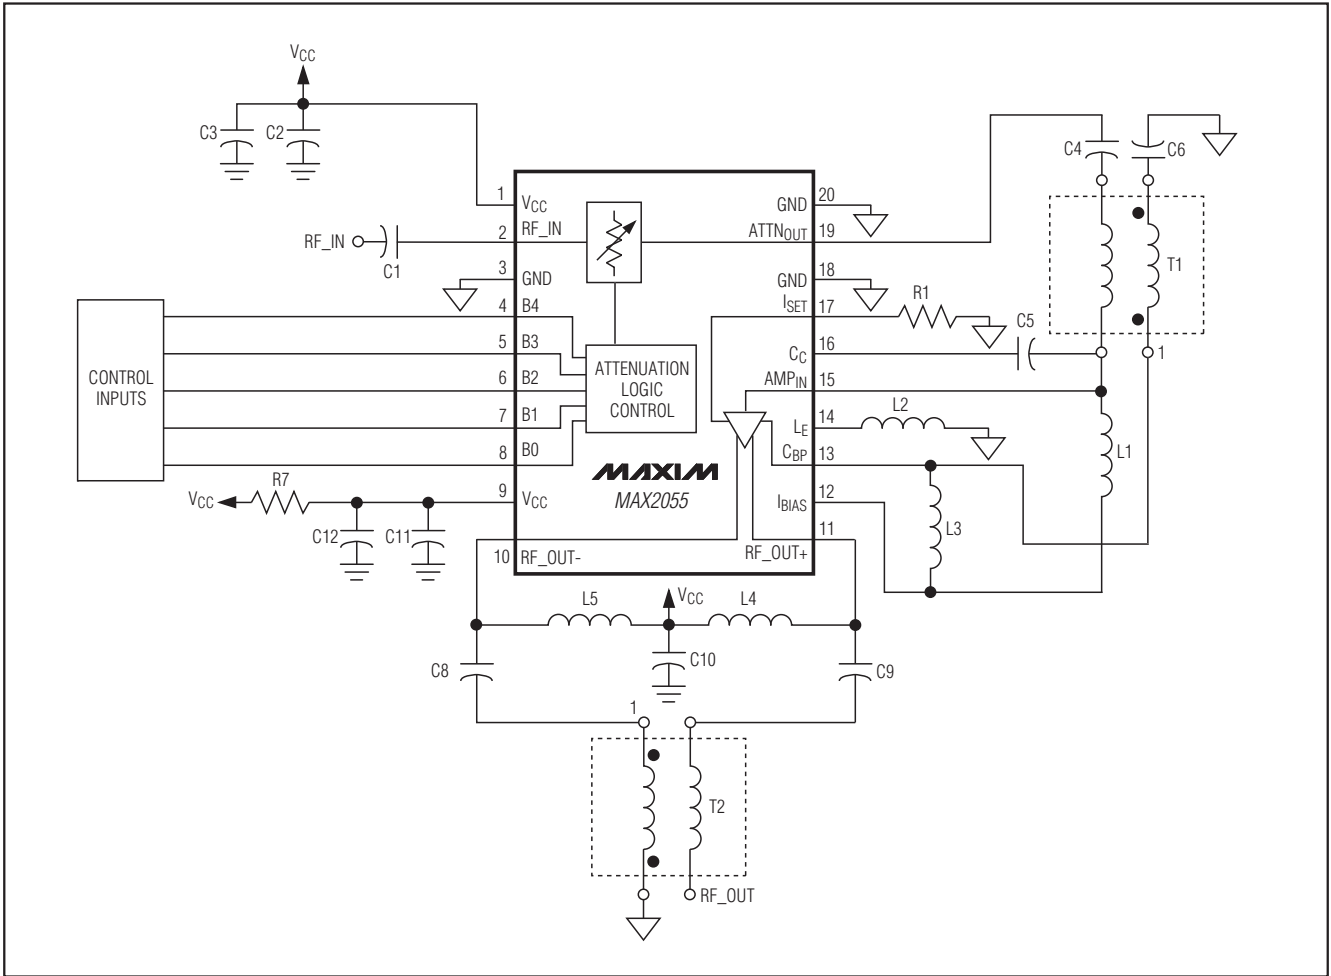 VCC
C3
C2
C4
C6
1
VCC
20
GND
RF_IN
C1
2
RF_IN
ATTNOUT
19
T1
3
GND
18
GND
4
B4
ISET
17
R1
C5
5
B3
CC
16
1
CONTROL
INPUTS
ATTENUATION
LOGIC
CONTROL
6
B2
AMPIN
15
7
B1
LE
14
L2
L1
8
B0
CBP
13
MAXIM
MAX2055
VCC
R7
9
VCC
IBIAS
12
C12
C11
L3
10
RF_OUT-
RF_OUT+
11
L5
VCC
L4
C8
C10
C9
1
T2
RF_OUT